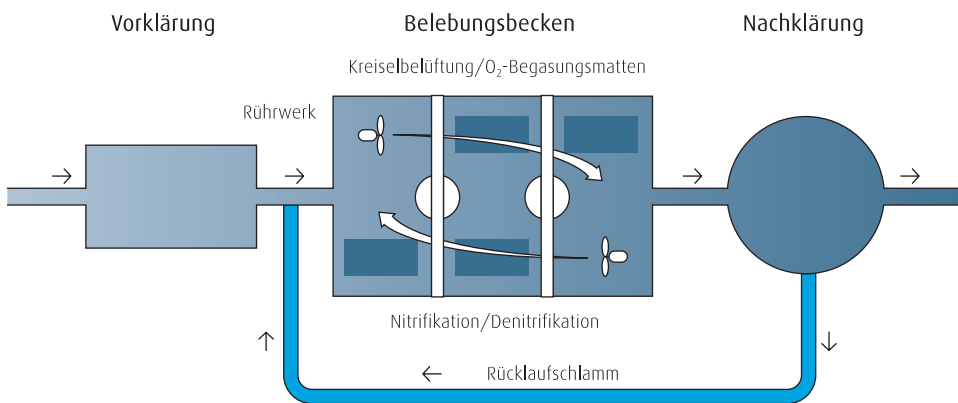 Vorklärung
Belebungsbecken
Nachklärung
Kreiselbelüftung/O₂-Begasungsmatten
Rührwerk
Nitrifikation/Denitrifikation
Rücklaufschlamm